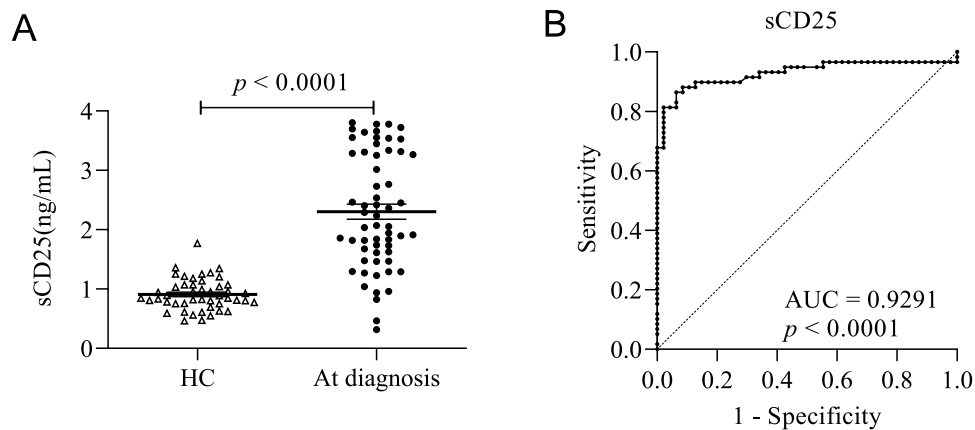 A
p < 0.0001
sCD25(ng/mL)
4
3
2
1
0
HC
At diagnosis
B
sCD25
Sensitivity
1.0
0.8
0.6
0.4
0.2
0.0
AUC = 0.9291
p < 0.0001
0.0 0.2 0.4 0.6 0.8 1.0
1 - Specificity